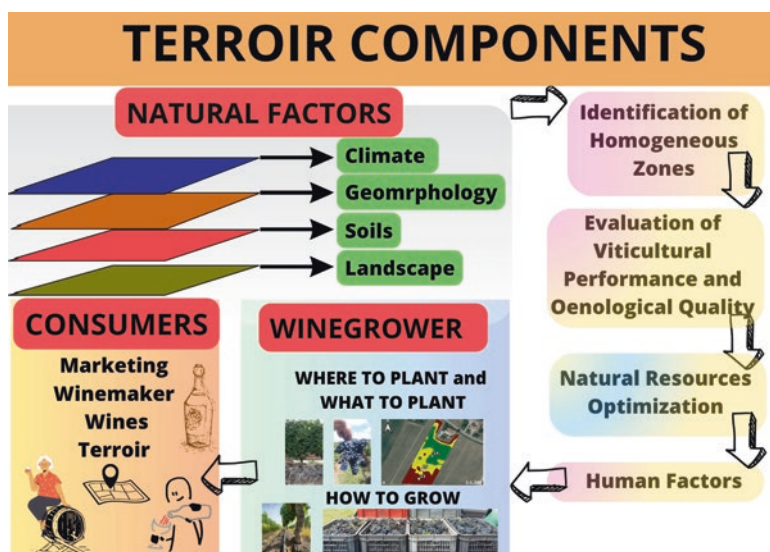 TERROIR COMPONENTS
NATURAL FACTORS
Climate
Geomrphology
Soils
Landscape
Identification of
Homogeneous
Zones
Evaluation of
Viticultural
Performance and
Oenological Quality
Natural Resources
Optimization
Human Factors
WINEGROWER
WHERE TO PLANT and
WHAT TO PLANT
A
HOW TO GROW
CONSUMERS
Marketing
Winemaker
Wines
Terroir